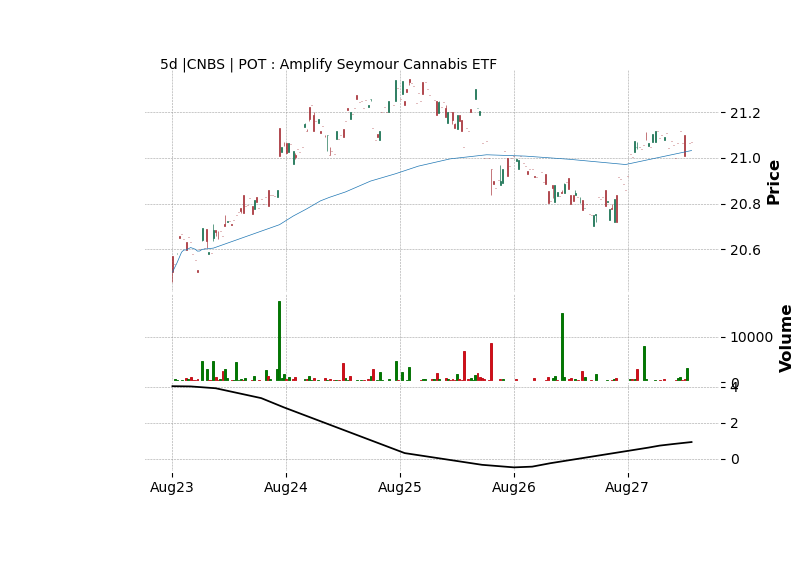 5d |CNBS | POT : Amplify Seymour Cannabis ETF
21.2
21.0
20.8
20.6
Price
10000
0
Volume
4
2
0
Aug23 Aug24 Aug25 Aug26 Aug27